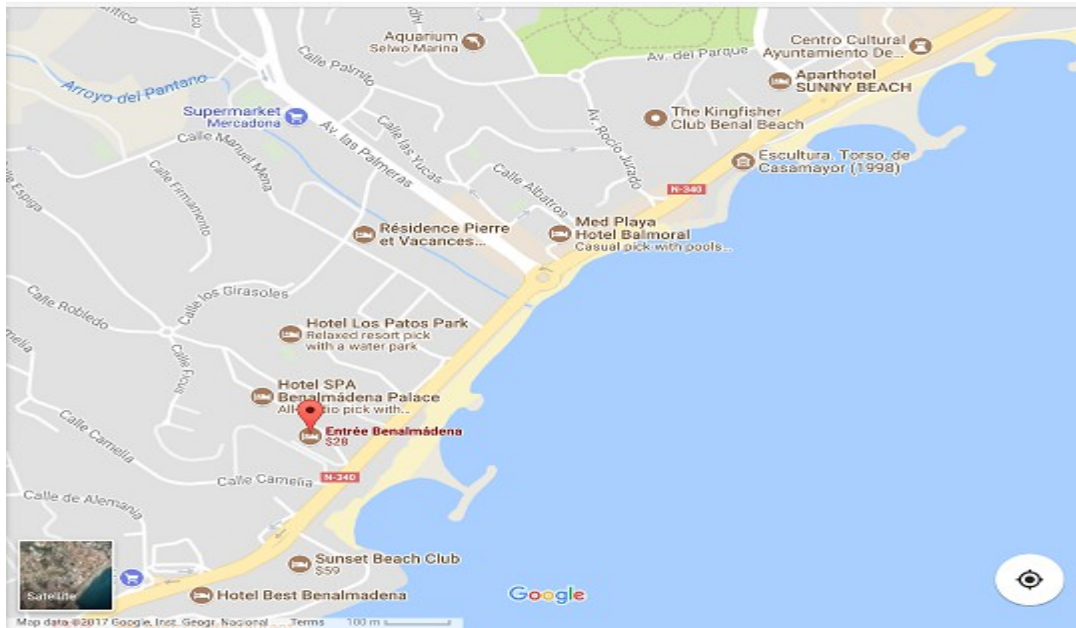 Aquarium
Selwo Marina
Calle Palmito
Centro Cultural
Ayuntamiento De...
Av. del Parque
Aparthotel
SUNNY BEACH
Arroyo del Pantano
Supermarket
Mercadona
The Kingfisher
Club Benal Beach
Av. las Palmeras
Calle las Yucas
Av. Rocío Jurado
Calle Manuel Mena
Escultura. Torso, de
Casamayor (1998)
Calle Espiga
Calle Firmamento
Calle Albatros
N-340
Résidence Pierre
et Vacances...
Med Playa
Hotel Balmoral
Casual pick with pools...
Calle los Girasoles
Calle Robledo
Hotel Los Patos Park
Relaxed resort pick
with a water park
Calle Ficus
Hotel SPA
Benalmádena Palace
Entrée Benalmádena
$28
Calle Camelia
Calle Camelia
N-340
Calle de Alemania
Sunset Beach Club
$59
Satellite
Hotel Best Benalmadena
Google
Map data ©2017 Google, Inst. Geogr. Nacional
Terms
100 m